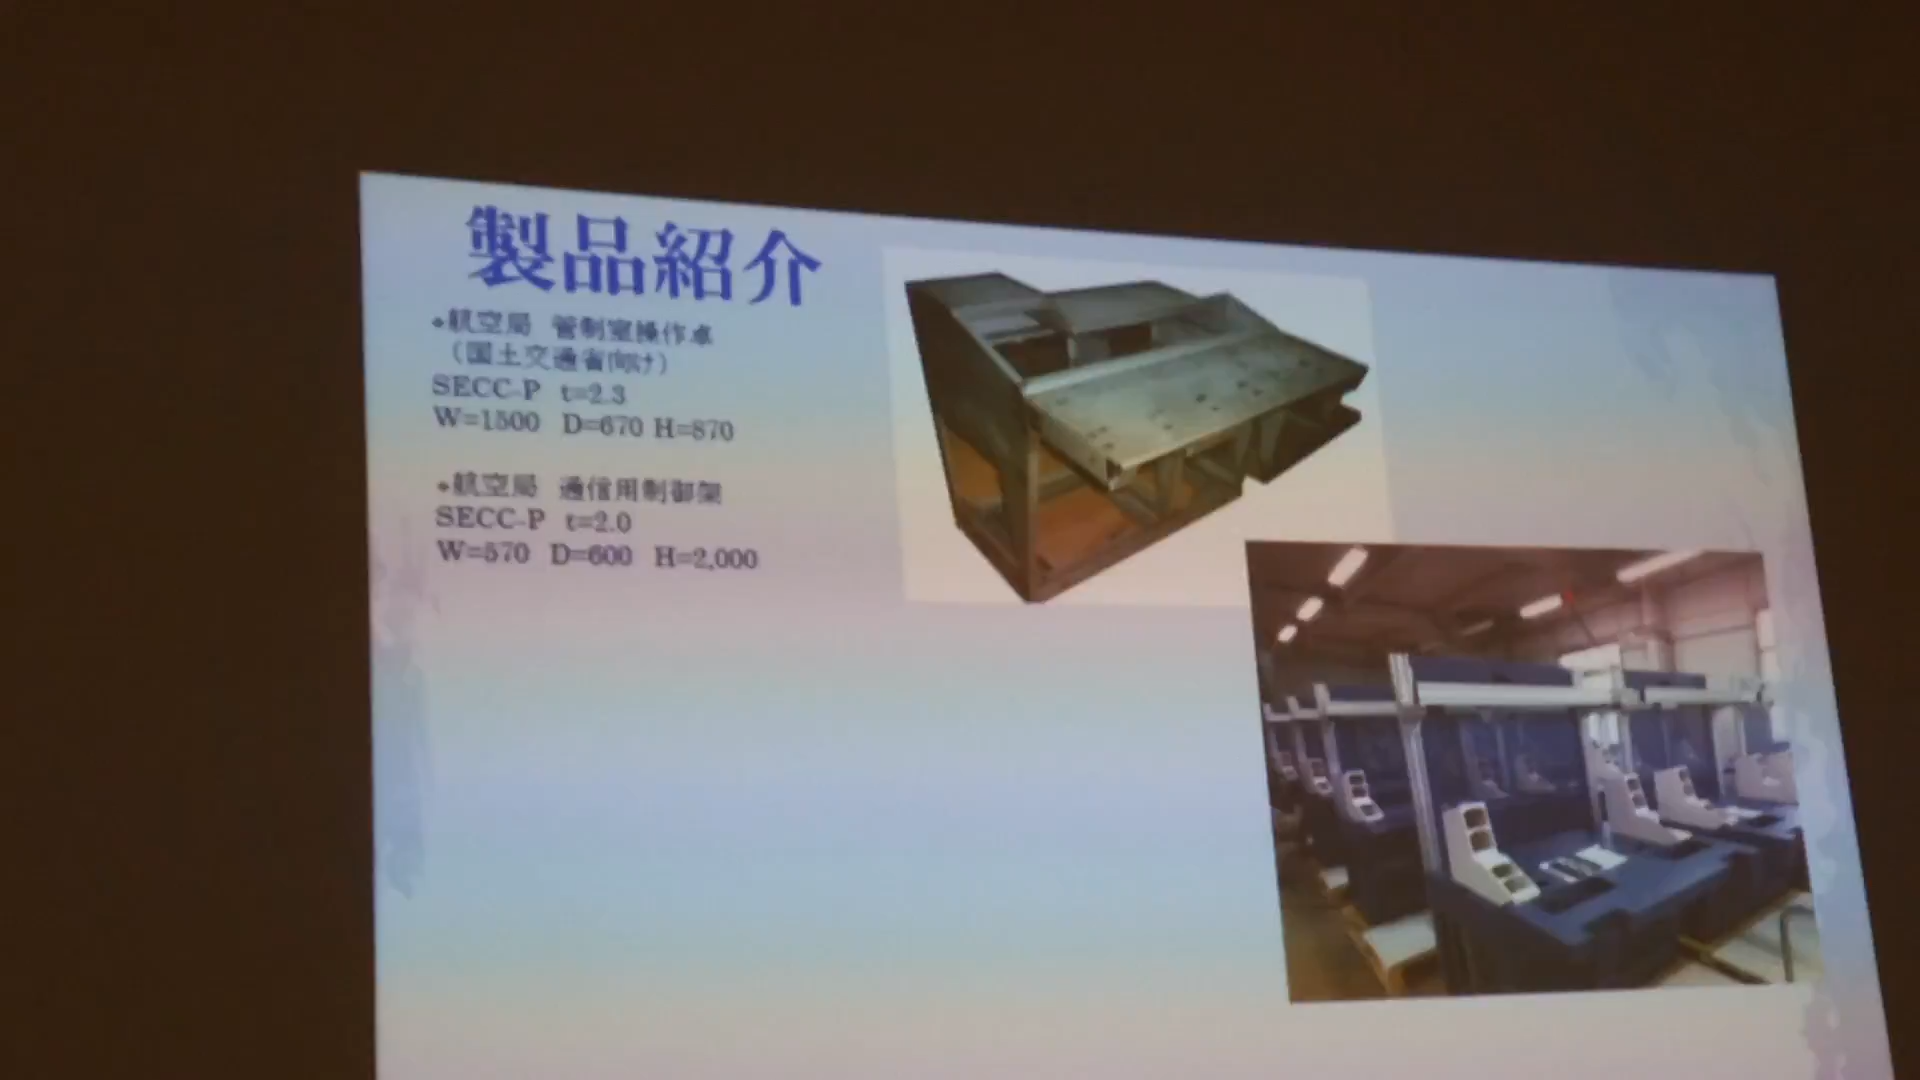 製品紹介
•航空局 管制室操作卓
（国土交通省向け）
SECC-P t=2.3
W=1500 D=670 H=870
•航空局 通信用制御架
SECC-P t=2.0
W=570 D=600 H=2,000